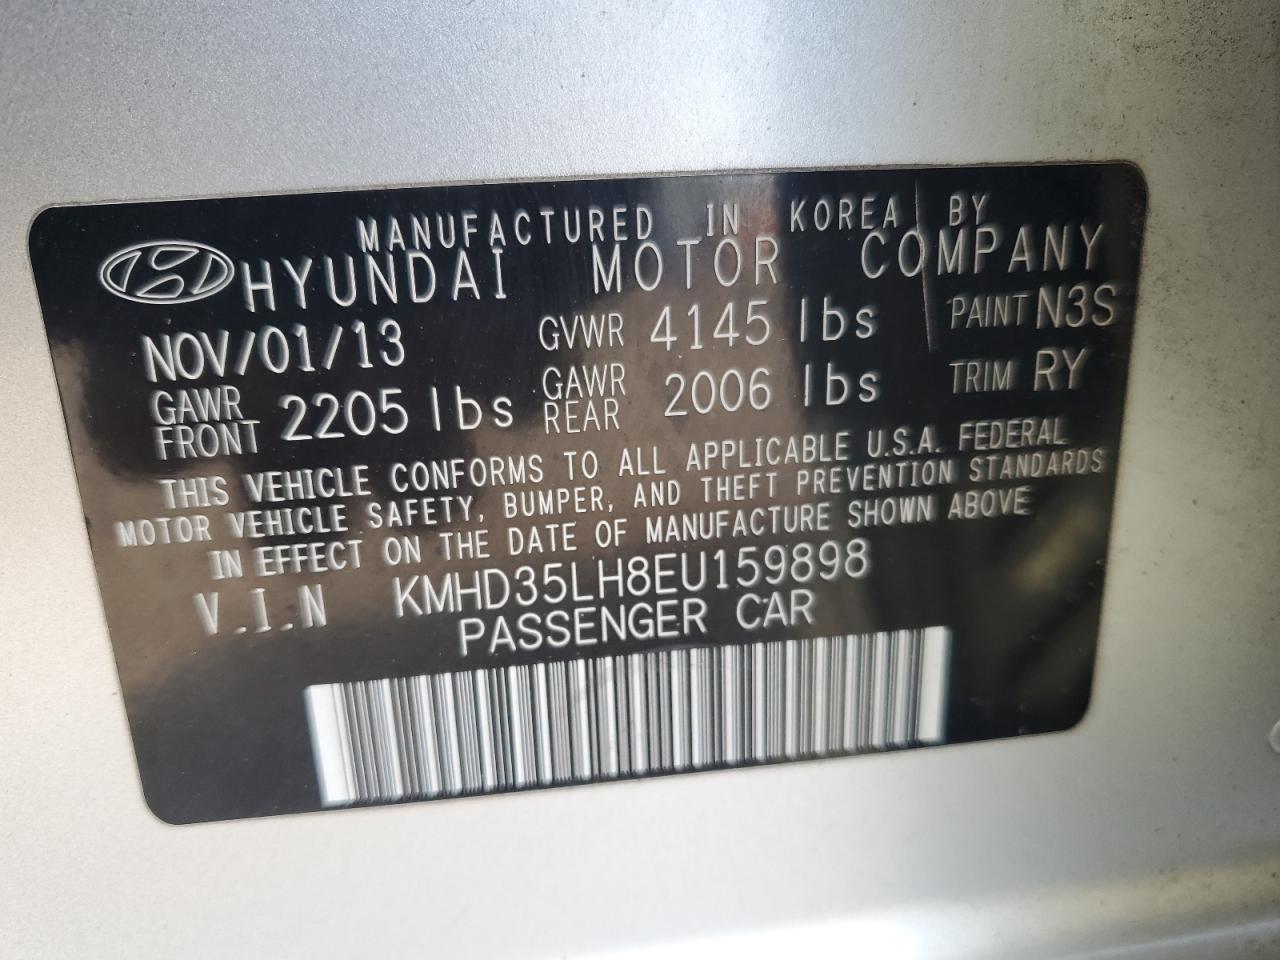 MANUFACTURED IN KOREA BY
HYUNDAI MOTOR COMPANY
NOV/01/13 GVWR 4145 lbs PAINT N3S
GAWR FRONT 2205 lbs GAWR REAR 2006 lbs TRIM RY
THIS VEHICLE CONFORMS TO ALL APPLICABLE U.S.A. FEDERAL
MOTOR VEHICLE SAFETY, BUMPER, AND THEFT PREVENTION STANDARDS
IN EFFECT ON THE DATE OF MANUFACTURE SHOWN ABOVE
V.I.N KMHD35LH8EU159898
PASSENGER CAR